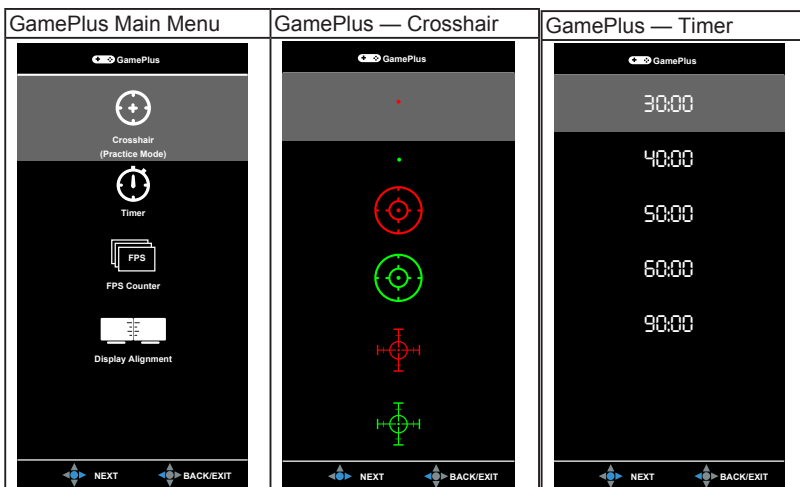 GamePlus Main Menu
GamePlus
Crosshair
(Practice Mode)
Timer
FPS
FPS Counter
Display Alignment
NEXT BACK/EXIT
GamePlus — Crosshair
GamePlus
NEXT BACK/EXIT
GamePlus — Timer
GamePlus
30:00
40:00
50:00
60:00
90:00
NEXT BACK/EXIT